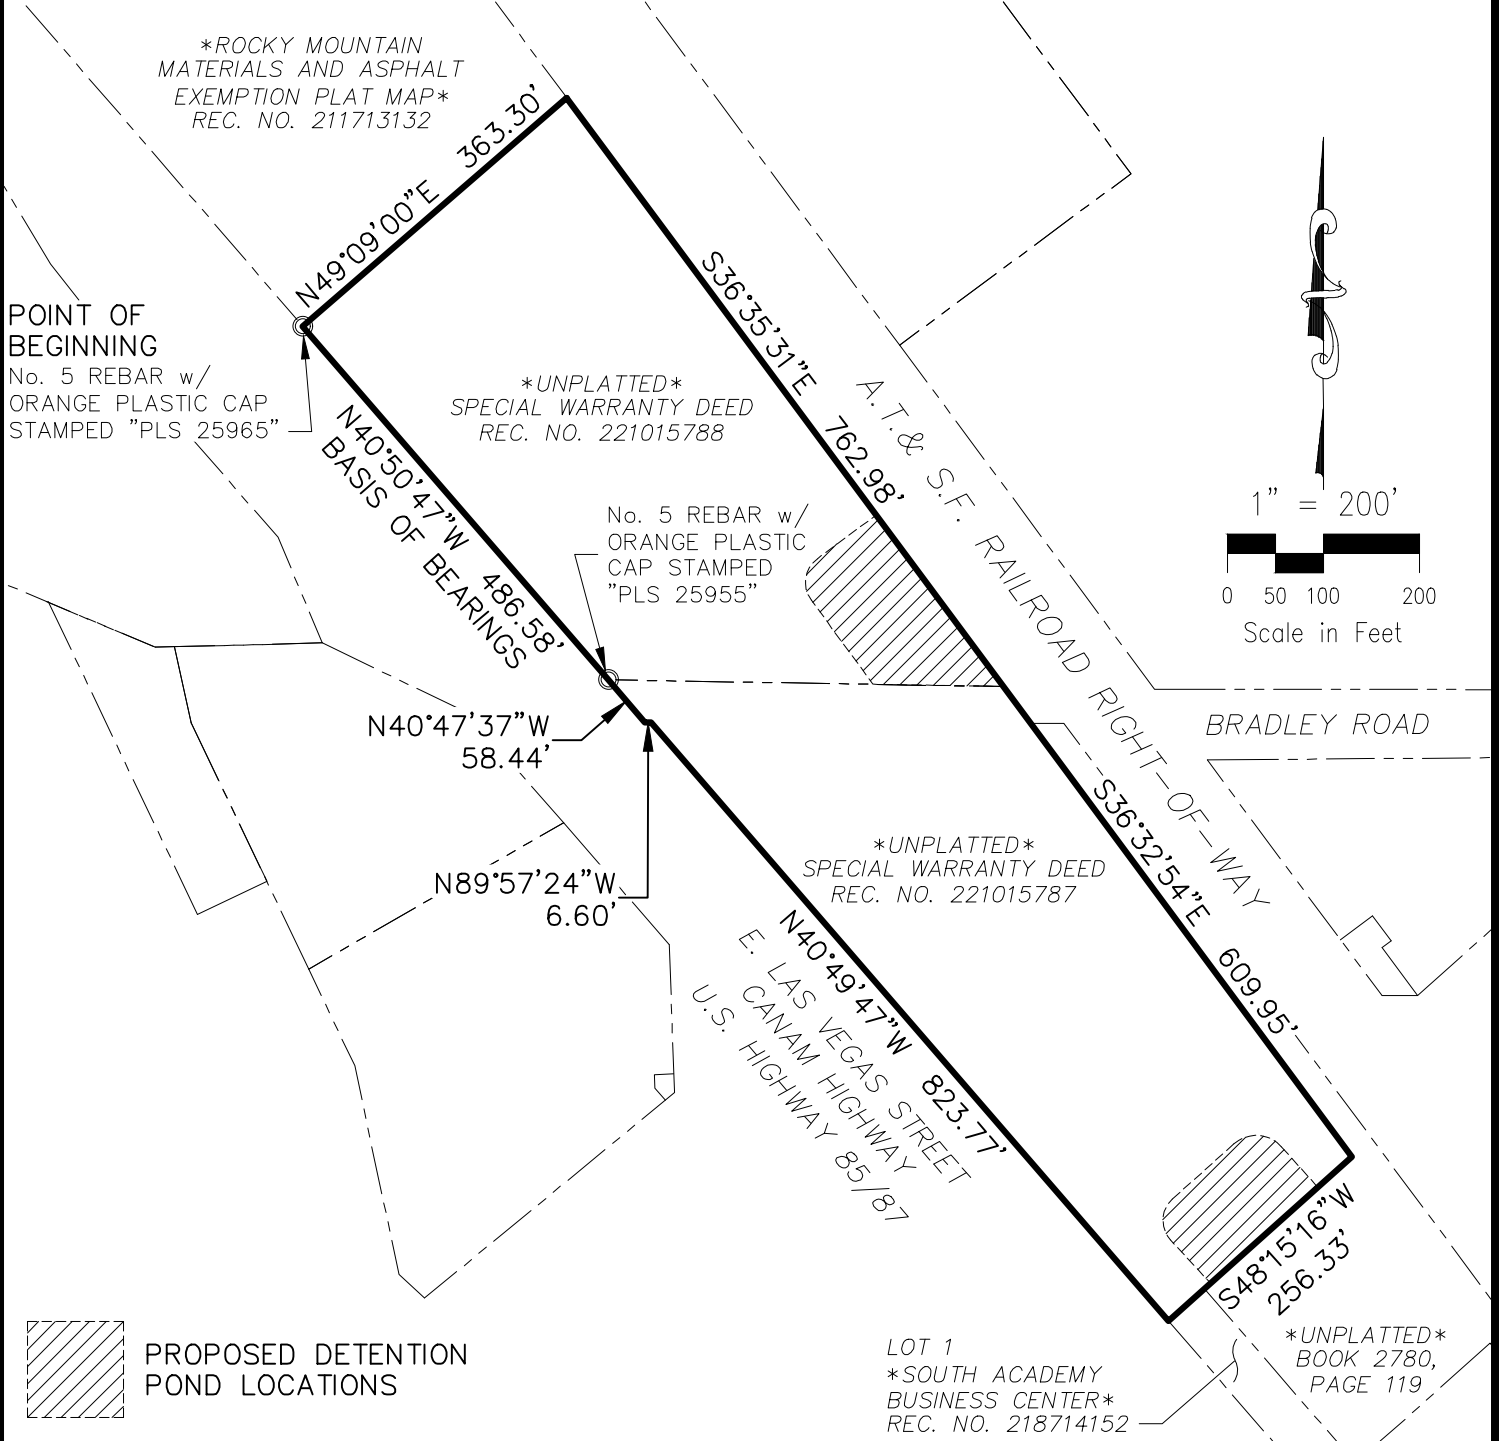 *ROCKY MOUNTAIN
MATERIALS AND ASPHALT
EXEMPTION PLAT MAP*
REC. NO. 211713132
N49°09'00"E 363.30'
POINT OF
BEGINNING
No. 5 REBAR w/
ORANGE PLASTIC CAP
STAMPED "PLS 25965"
*UNPLATTED*
SPECIAL WARRANTY DEED
REC. NO. 221015788
S36°35'31"E 762.98'
A.T.& S.F. RAILROAD RIGHT-OF-WAY
1" = 200'
0 50 100 200
Scale in Feet
N40°50'47"W 486.58'
BASIS OF BEARINGS
No. 5 REBAR w/
ORANGE PLASTIC
CAP STAMPED
"PLS 25955"
N40°47'37"W
58.44'
BRADLEY ROAD
N89°57'24"W
6.60'
*UNPLATTED*
SPECIAL WARRANTY DEED
REC. NO. 221015787
S36°32'54"E 609.95'
N40°49'47"W 823.77'
E. LAS VEGAS STREET
CANAM HIGHWAY
U.S. HIGHWAY 85/87
S48°15'16"W
256.33'
PROPOSED DETENTION
POND LOCATIONS
LOT 1
*SOUTH ACADEMY
BUSINESS CENTER*
REC. NO. 218714152
*UNPLATTED*
BOOK 2780,
PAGE 119